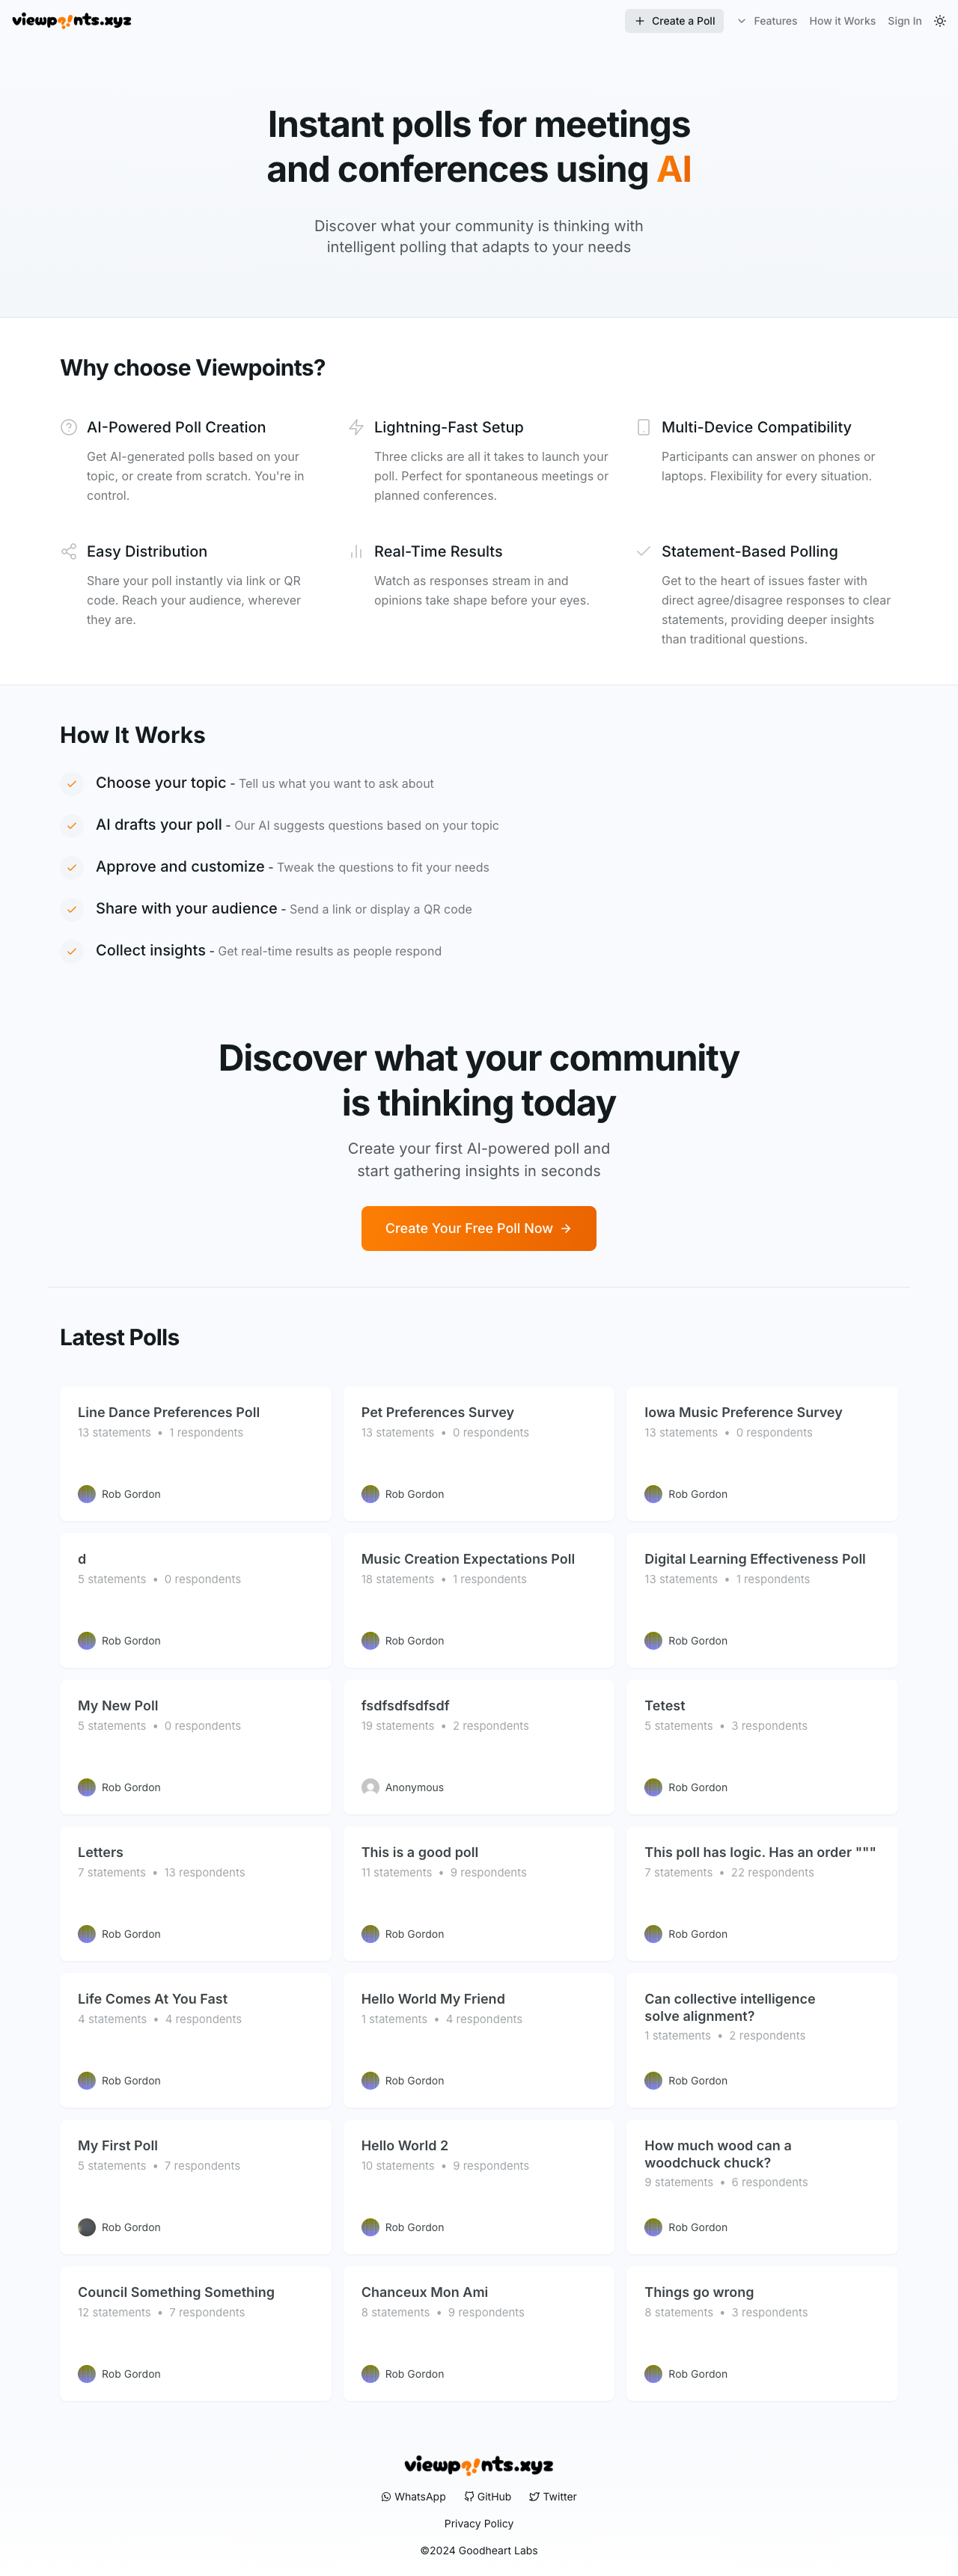 viewpoints.xyz
Create a Poll
Features
How it Works
Sign In
Instant polls for meetings
and conferences using AI
Discover what your community is thinking with
intelligent polling that adapts to your needs
Why choose Viewpoints?
AI-Powered Poll Creation
Get AI-generated polls based on your
topic, or create from scratch. You're in
control.
Lightning-Fast Setup
Three clicks are all it takes to launch your
poll. Perfect for spontaneous meetings or
planned conferences.
Multi-Device Compatibility
Participants can answer on phones or
laptops. Flexibility for every situation.
Easy Distribution
Share your poll instantly via link or QR
code. Reach your audience, wherever
they are.
Real-Time Results
Watch as responses stream in and
opinions take shape before your eyes.
Statement-Based Polling
Get to the heart of issues faster with
direct agree/disagree responses to clear
statements, providing deeper insights
than traditional questions.
How It Works
Choose your topic - Tell us what you want to ask about
AI drafts your poll - Our AI suggests questions based on your topic
Approve and customize - Tweak the questions to fit your needs
Share with your audience - Send a link or display a QR code
Collect insights - Get real-time results as people respond
Discover what your community
is thinking today
Create your first AI-powered poll and
start gathering insights in seconds
Create Your Free Poll Now →
Latest Polls
Line Dance Preferences Poll
13 statements • 1 respondents
Rob Gordon
Pet Preferences Survey
13 statements • 0 respondents
Rob Gordon
Iowa Music Preference Survey
13 statements • 0 respondents
Rob Gordon
d
5 statements • 0 respondents
Rob Gordon
Music Creation Expectations Poll
18 statements • 1 respondents
Rob Gordon
Digital Learning Effectiveness Poll
13 statements • 1 respondents
Rob Gordon
My New Poll
5 statements • 0 respondents
Rob Gordon
fsdfsdfsdfsdf
19 statements • 2 respondents
Anonymous
Tetest
5 statements • 3 respondents
Rob Gordon
Letters
7 statements • 13 respondents
Rob Gordon
This is a good poll
11 statements • 9 respondents
Rob Gordon
This poll has logic. Has an order """
7 statements • 22 respondents
Rob Gordon
Life Comes At You Fast
4 statements • 4 respondents
Rob Gordon
Hello World My Friend
1 statements • 4 respondents
Rob Gordon
Can collective intelligence
solve alignment?
1 statements • 2 respondents
Rob Gordon
My First Poll
5 statements • 7 respondents
Rob Gordon
Hello World 2
10 statements • 9 respondents
Rob Gordon
How much wood can a
woodchuck chuck?
9 statements • 6 respondents
Rob Gordon
Council Something Something
12 statements • 7 respondents
Rob Gordon
Chanceux Mon Ami
8 statements • 9 respondents
Rob Gordon
Things go wrong
8 statements • 3 respondents
Rob Gordon
viewpoints.xyz
WhatsApp
GitHub
Twitter
Privacy Policy
©2024 Goodheart Labs